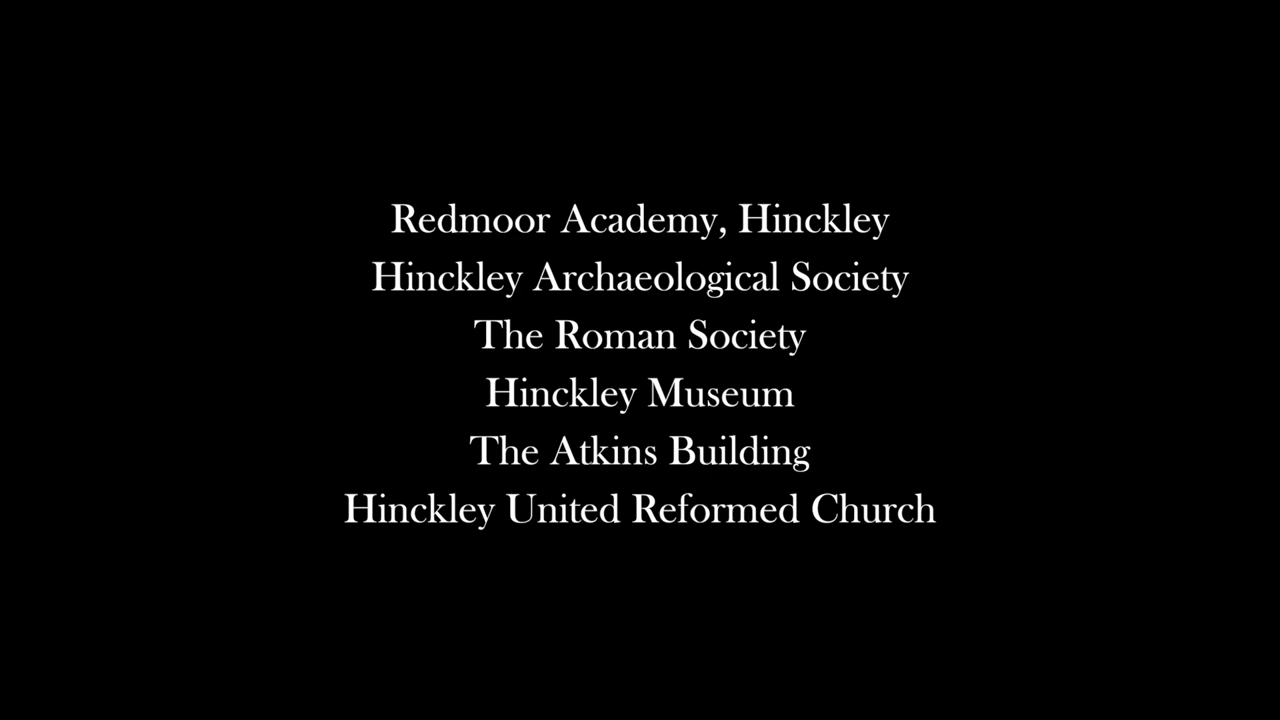 Redmoor Academy, Hinckley
Hinckley Archaeological Society
The Roman Society
Hinckley Museum
The Atkins Building
Hinckley United Reformed Church